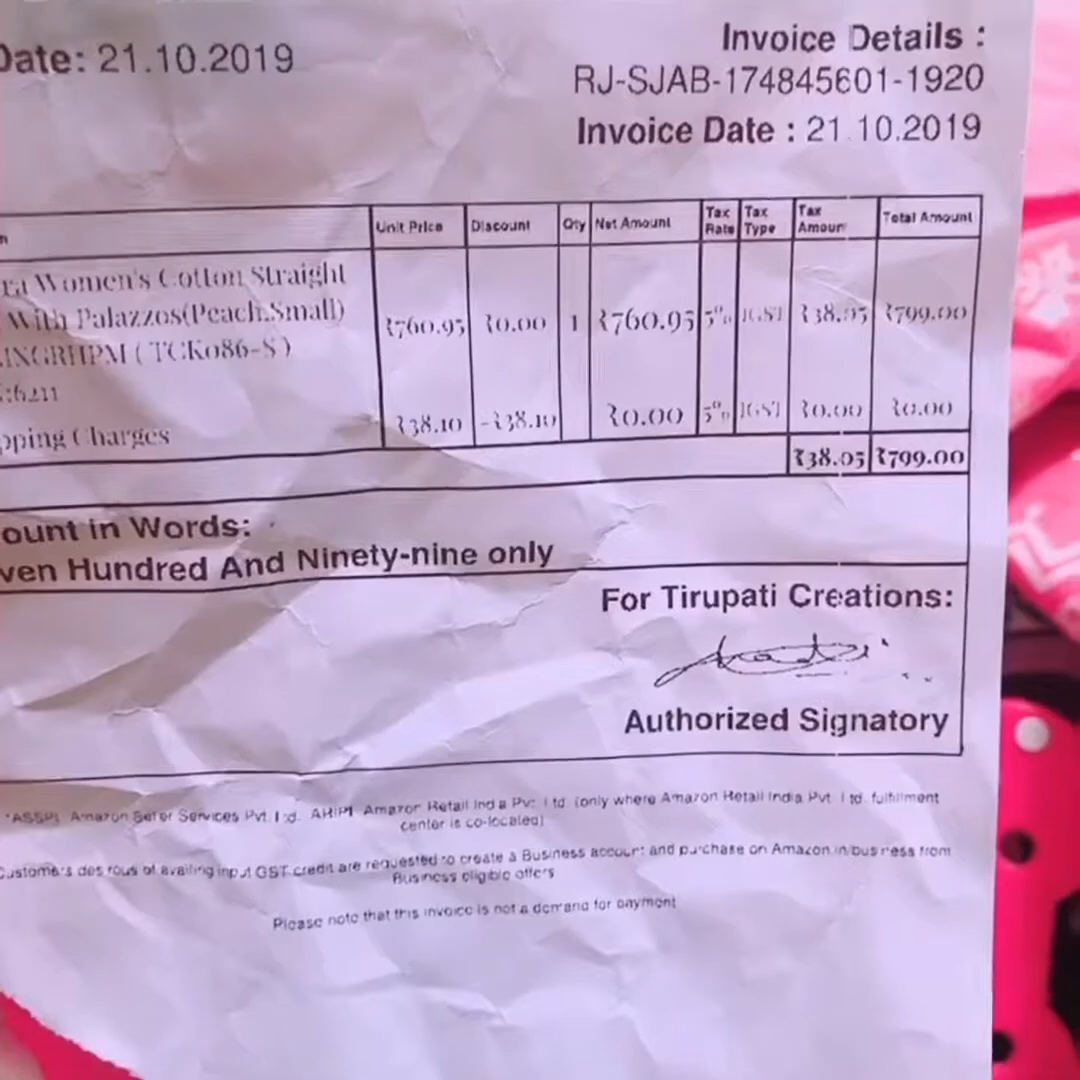 Date: 21.10.2019
Invoice Details :
RJ-SJAB-174845601-1920
Invoice Date : 21.10.2019
Unit Price Discount Qty Net Amount Tax Rate Tax Type Tax Amount Total Amount
Women's Cotton Straight
With Palazzos(Peach,Small)
₹760.95 ₹0.00 1 ₹760.95 5% IGST ₹38.05 ₹799.00
(TCK086-S)
:6211
Charges ₹38.10 -₹38.10 ₹0.00 5% IGST ₹0.00 ₹0.00
₹38.05 ₹799.00
in Words:
Hundred And Ninety-nine only
For Tirupati Creations:
Authorized Signatory
*ASSPL Amazon Seller Services Pvt. Ltd. ARIPL Amazon Retail India Pvt. Ltd. (only where Amazon Retail India Pvt. Ltd. fulfillment
center is co-located)
Customers desirous of availing input GST credit are requested to create a Business account and purchase on Amazon.in/business from
Business eligible offers
Please note that this invoice is not a demand for payment